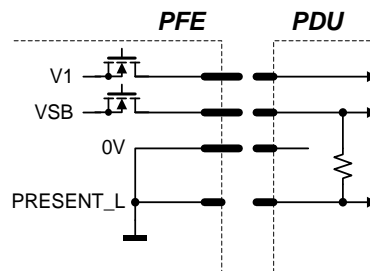 PFE PDU
V1
VSB
0V
PRESENT_L